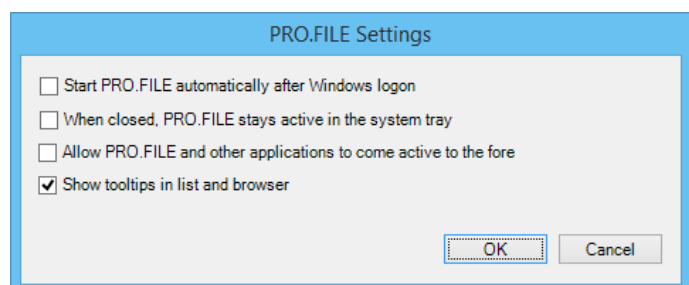 PRO.FILE Settings
Start PRO.FILE automatically after Windows logon
When closed, PRO.FILE stays active in the system tray
Allow PRO.FILE and other applications to come active to the fore
Show tooltips in list and browser
OK Cancel